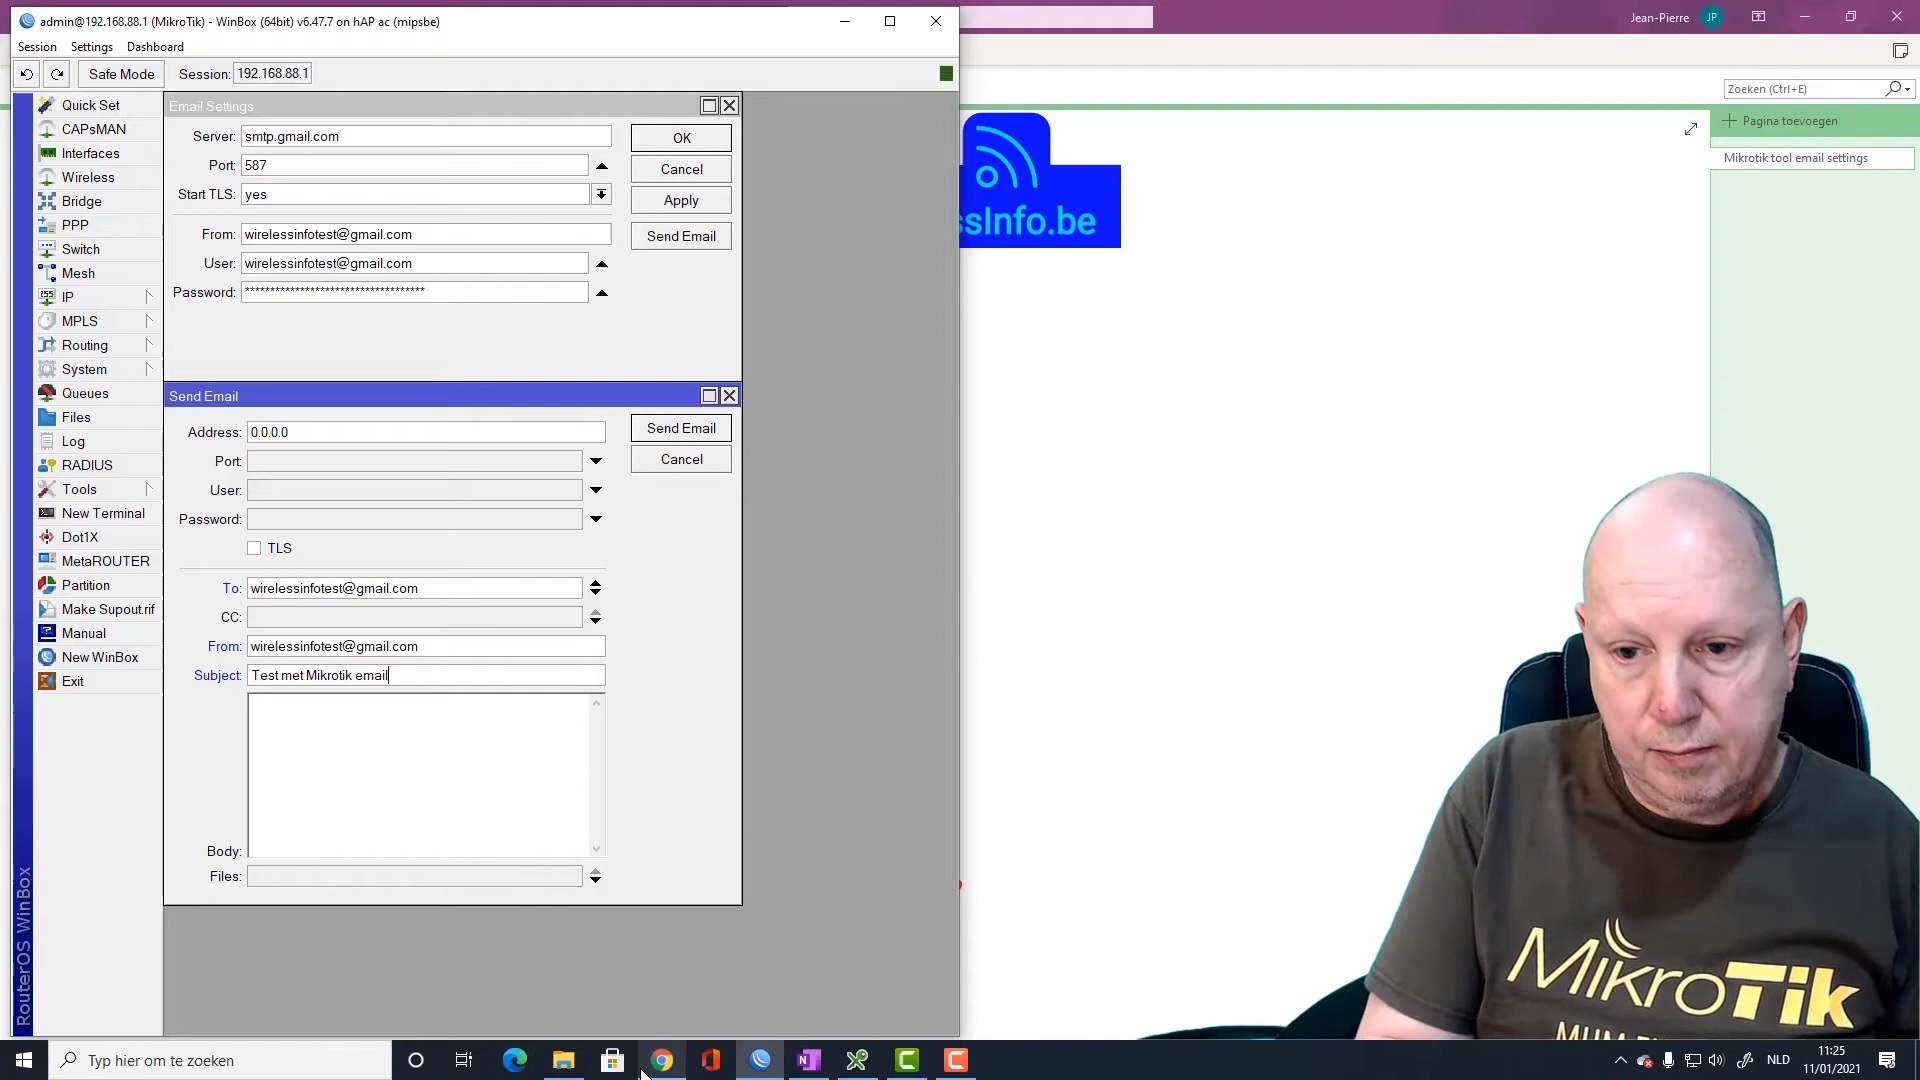 admin@192.168.88.1 (MikroTik) - WinBox (64bit) v6.47.7 on hAP ac (mipsbe)
Session Settings Dashboard
Safe Mode Session: 192.168.88.1
Quick Set
CAPsMAN
Interfaces
Wireless
Bridge
PPP
Switch
Mesh
IP
MPLS
Routing
System
Queues
Files
Log
RADIUS
Tools
New Terminal
Dot1X
MetaROUTER
Partition
Make Supout.rif
Manual
New WinBox
Exit
RouterOS WinBox
Email Settings
Server: smtp.gmail.com
Port: 587
Start TLS: yes
From: wirelessinfotest@gmail.com
User: wirelessinfotest@gmail.com
Password: ************************************
OK
Cancel
Apply
Send Email
Send Email
Address: 0.0.0.0
Port:
User:
Password:
TLS
To: wirelessinfotest@gmail.com
CC:
From: wirelessinfotest@gmail.com
Subject: Test met Mikrotik email
Body:
Files:
Send Email
Cancel
Jean-Pierre JP
Zoeken (Ctrl+E)
Pagina toevoegen
Mikrotik tool email settings
ssInfo.be
MikroTik
Typ hier om te zoeken
NLD
11:25
11/01/2021